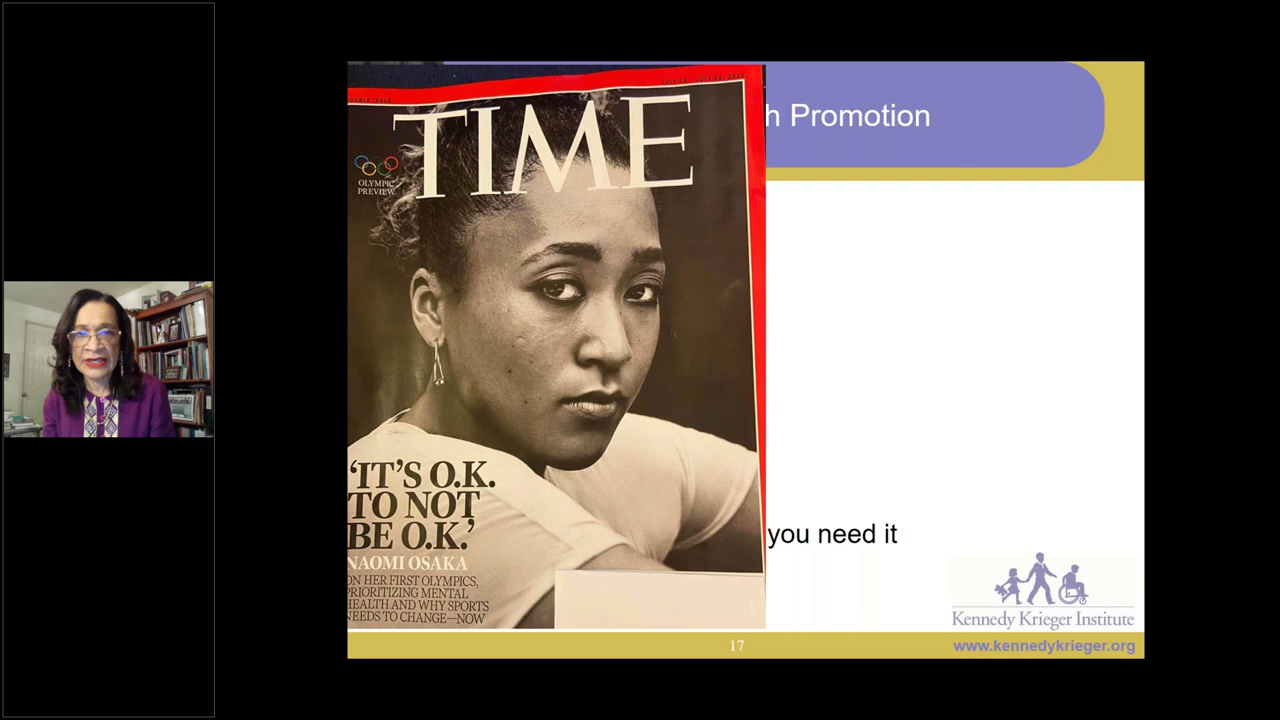 h Promotion
TIME
OLYMPIC
PREVIEW
'IT'S O.K.
TO NOT
BE O.K.'
NAOMI OSAKA
ON HER FIRST OLYMPICS,
PRIORITIZING MENTAL
HEALTH AND WHY SPORTS
NEEDS TO CHANGE—NOW
you need it
Kennedy Krieger Institute
17
www.kennedykrieger.org